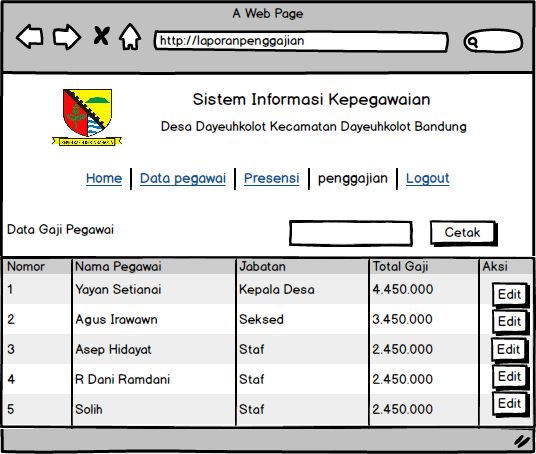 A Web Page
http://laporanpenggajian
Sistem Informasi Kepegawaian
Desa Dayeuhkolot Kecamatan Dayeuhkolot Bandung
Home Data pegawai Presensi penggajian Logout
Data Gaji Pegawai Cetak
Nomor Nama Pegawai Jabatan Total Gaji Aksi
1 Yayan Setianai Kepala Desa 4.450.000 Edit
2 Agus Irawawn Seksed 3.450.000 Edit
3 Asep Hidayat Staf 2.450.000 Edit
4 R Dani Ramdani Staf 2.450.000 Edit
5 Solih Staf 2.450.000 Edit